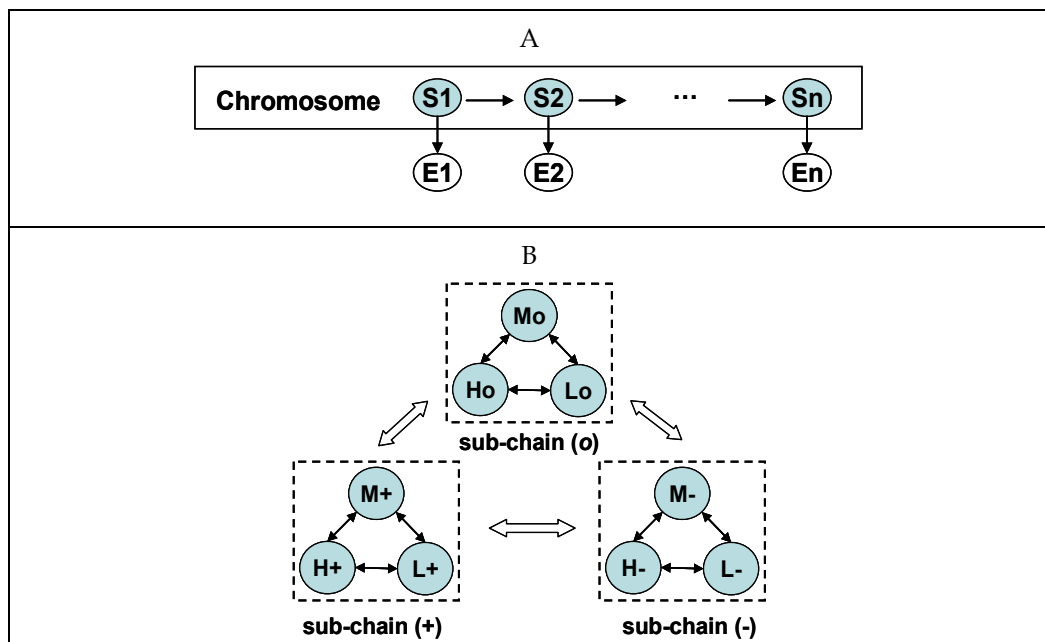 A
Chromosome S1 S2 ... Sn
E1 E2 En
B
Mo
Ho Lo
sub-chain (o)
M+ M-
H+ L+ H- L-
sub-chain (+) sub-chain (-)